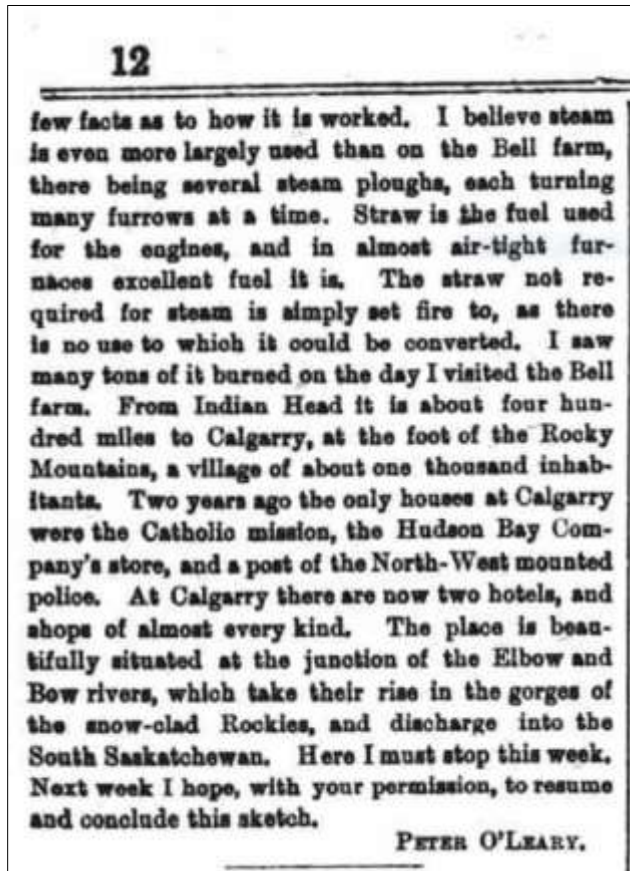 12
few facts as to how it is worked. I believe steam
is even more largely used than on the Bell farm,
there being several steam ploughs, each turning
many furrows at a time. Straw is the fuel used
for the engines, and in almost air-tight fur-
naces excellent fuel it is. The straw not re-
quired for steam is simply set fire to, as there
is no use to which it could be converted. I saw
many tons of it burned on the day I visited the Bell
farm. From Indian Head it is about four hun-
dred miles to Calgarry, at the foot of the Rocky
Mountains, a village of about one thousand inhab-
itants. Two years ago the only houses at Calgarry
were the Catholic mission, the Hudson Bay Com-
pany's store, and a post of the North-West mounted
police. At Calgarry there are now two hotels, and
shops of almost every kind. The place is beau-
tifully situated at the junction of the Elbow and
Bow rivers, which take their rise in the gorges of
the snow-clad Rockies, and discharge into the
South Saskatchewan. Here I must stop this week.
Next week I hope, with your permission, to resume
and conclude this sketch.
PETER O'LEARY.